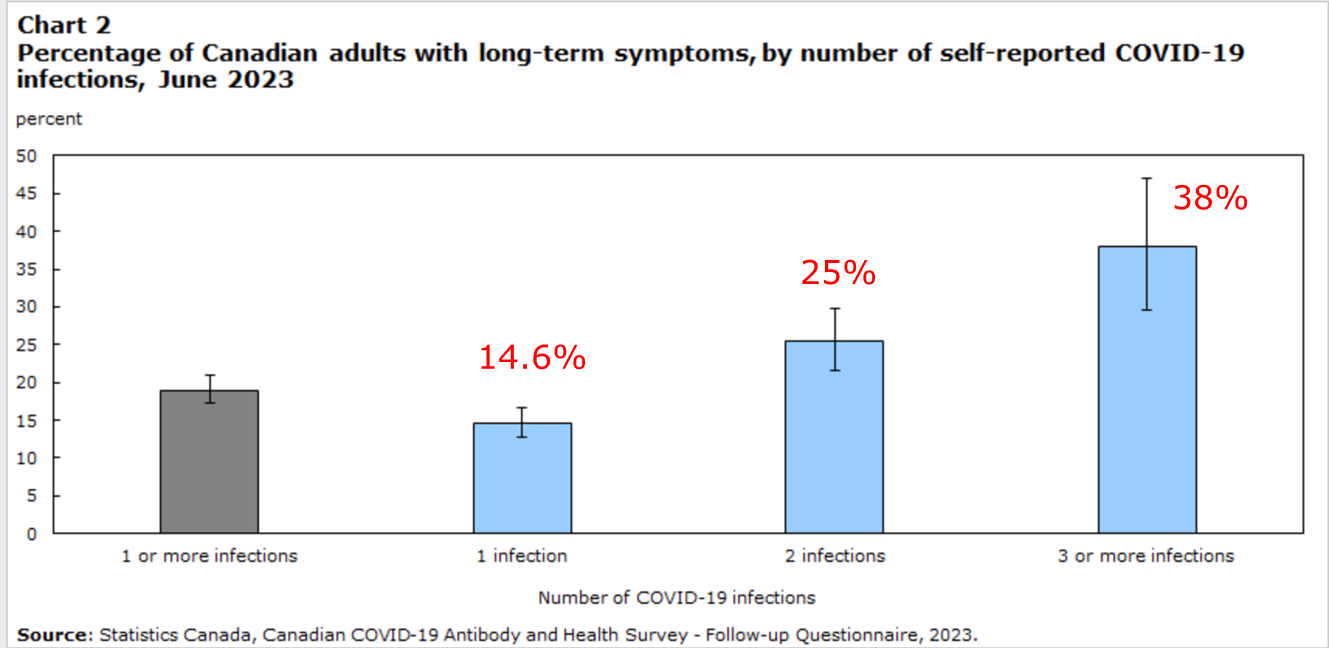 Chart 2
Percentage of Canadian adults with long-term symptoms, by number of self-reported COVID-19
infections, June 2023
percent
50
45
40
35
30
25
20
15
10
5
0
38%
25%
14.6%
1 or more infections
1 infection
2 infections
3 or more infections
Number of COVID-19 infections
Source: Statistics Canada, Canadian COVID-19 Antibody and Health Survey - Follow-up Questionnaire, 2023.